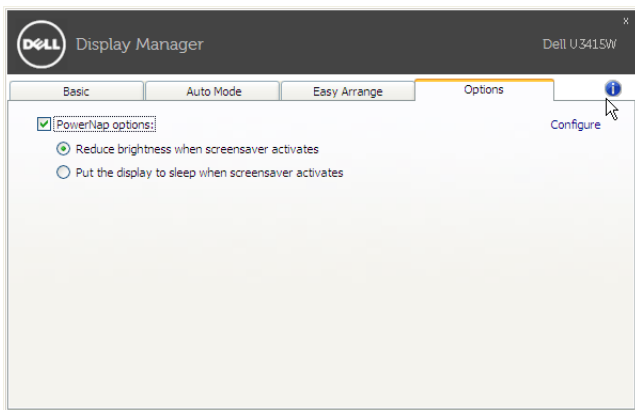 x
DELL Display Manager Dell U3415W
Basic Auto Mode Easy Arrange Options i
PowerNap options: Configure
Reduce brightness when screensaver activates
Put the display to sleep when screensaver activates